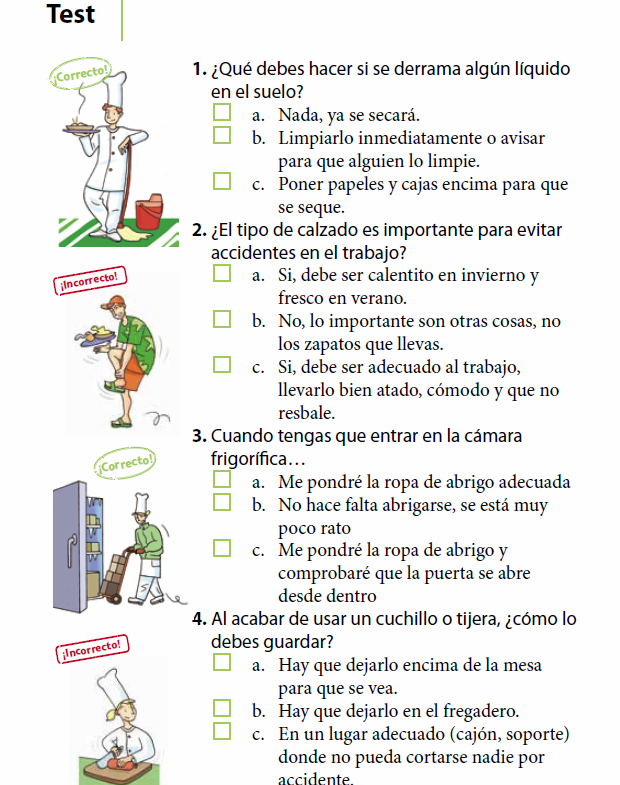 Test
¡Correcto!
1. ¿Qué debes hacer si se derrama algún líquido
en el suelo?
a. Nada, ya se secará.
b. Limpiarlo inmediatamente o avisar
para que alguien lo limpie.
c. Poner papeles y cajas encima para que
se seque.
2. ¿El tipo de calzado es importante para evitar
accidentes en el trabajo?
¡Incorrecto!
a. Si, debe ser calentito en invierno y
fresco en verano.
b. No, lo importante son otras cosas, no
los zapatos que llevas.
c. Si, debe ser adecuado al trabajo,
llevarlo bien atado, cómodo y que no
resbale.
3. Cuando tengas que entrar en la cámara
frigorífica…
¡Correcto!
a. Me pondré la ropa de abrigo adecuada
b. No hace falta abrigarse, se está muy
poco rato
c. Me pondré la ropa de abrigo y
comprobaré que la puerta se abre
desde dentro
4. Al acabar de usar un cuchillo o tijera, ¿cómo lo
debes guardar?
¡Incorrecto!
a. Hay que dejarlo encima de la mesa
para que se vea.
b. Hay que dejarlo en el fregadero.
c. En un lugar adecuado (cajón, soporte)
donde no pueda cortarse nadie por
accidente.